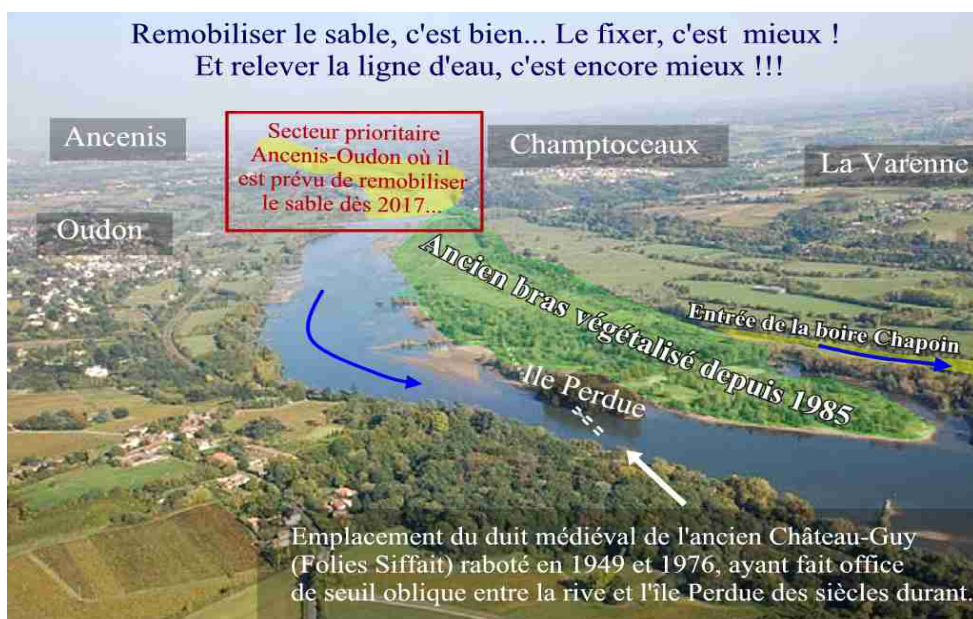 Remobiliser le sable, c'est bien... Le fixer, c'est mieux !
Et relever la ligne d'eau, c'est encore mieux !!!
Ancenis
Secteur prioritaire
Ancenis-Oudon où il
est prévu de remobiliser
le sable dès 2017...
Champtoceaux
La Varenne
Oudon
Ancien bras végétalisé depuis 1985
Entrée de la boire Chapoin
Ile Perdue
Emplacement du duit médiéval de l'ancien Château-Guy
(Folies Siffait) raboté en 1949 et 1976, ayant fait office
de seuil oblique entre la rive et l'île Perdue des siècles durant.